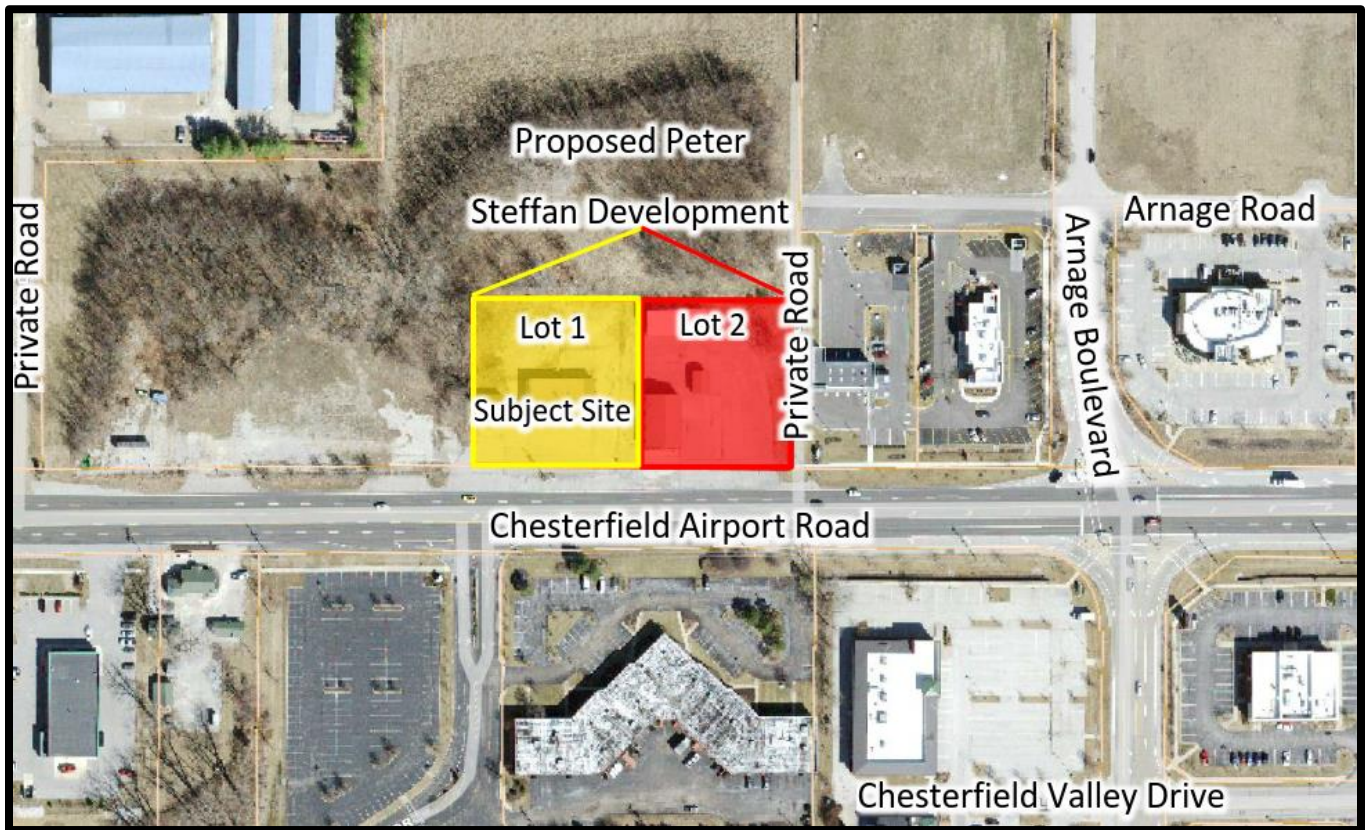 Proposed Peter
Steffan Development
Private Road
Lot 1
Lot 2
Subject Site
Private Road
Arnage Boulevard
Arnage Road
Chesterfield Airport Road
Chesterfield Valley Drive